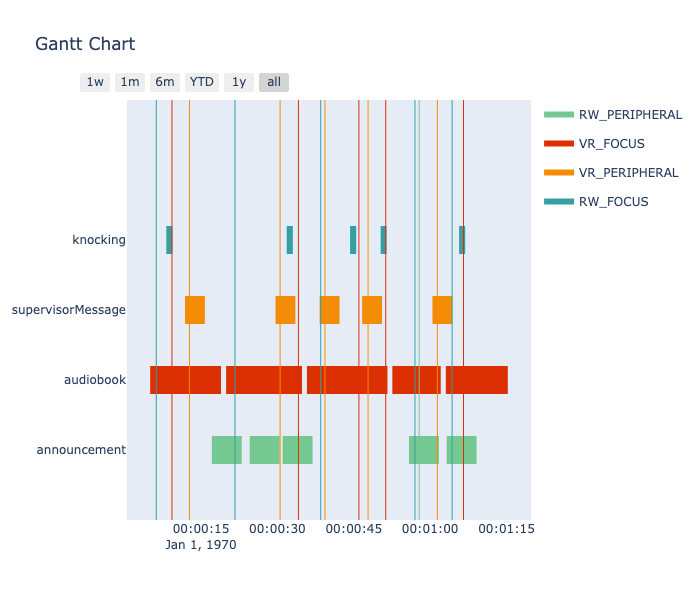 Gantt Chart
1w 1m 6m YTD 1y all
RW_PERIPHERAL
VR_FOCUS
VR_PERIPHERAL
RW_FOCUS
knocking
supervisorMessage
audiobook
announcement
00:00:15 00:00:30 00:00:45 00:01:00 00:01:15
Jan 1, 1970